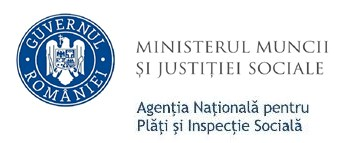 GUVERNUL
ROMÂNIEI
MINISTERUL MUNCII
ȘI JUSTIȚIEI SOCIALE
Agenția Națională pentru
Plăți și Inspecție Socială